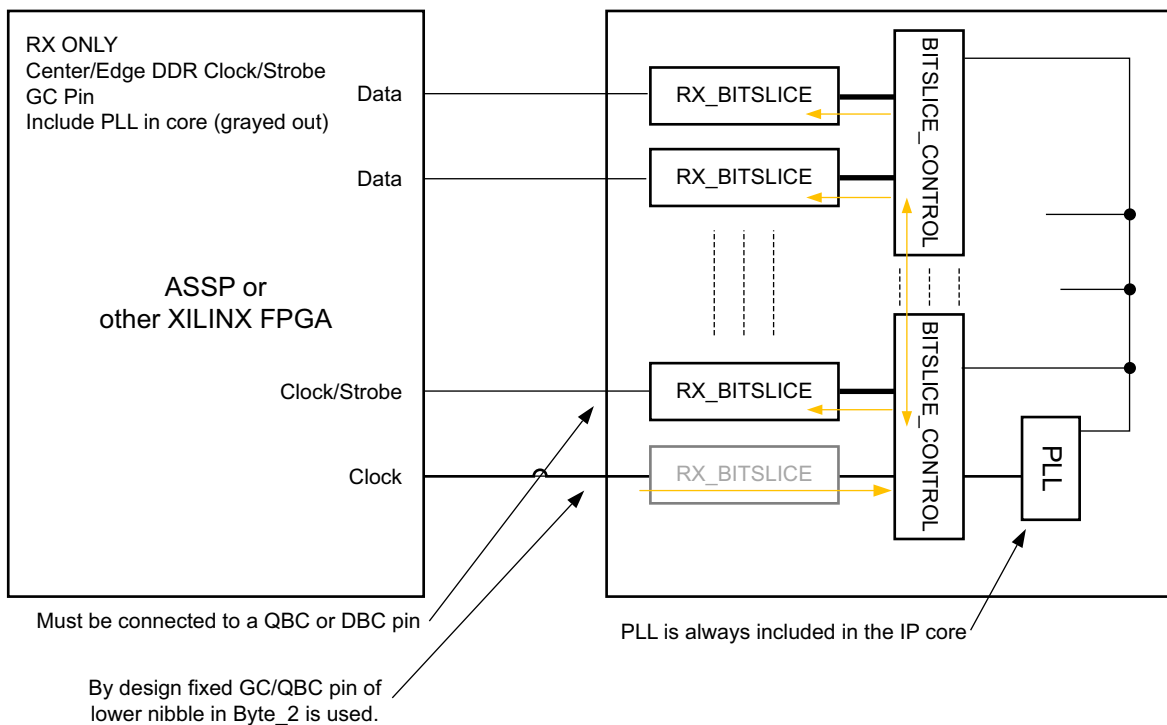 RX ONLY
Center/Edge DDR Clock/Strobe
GC Pin
Include PLL in core (grayed out)
Data
Data
ASSP or
other XILINX FPGA
Clock/Strobe
Clock
RX_BITSLICE
RX_BITSLICE
RX_BITSLICE
RX_BITSLICE
BITSLICE_CONTROL
BITSLICE_CONTROL
PLL
Must be connected to a QBC or DBC pin
PLL is always included in the IP core
By design fixed GC/QBC pin of
lower nibble in Byte_2 is used.